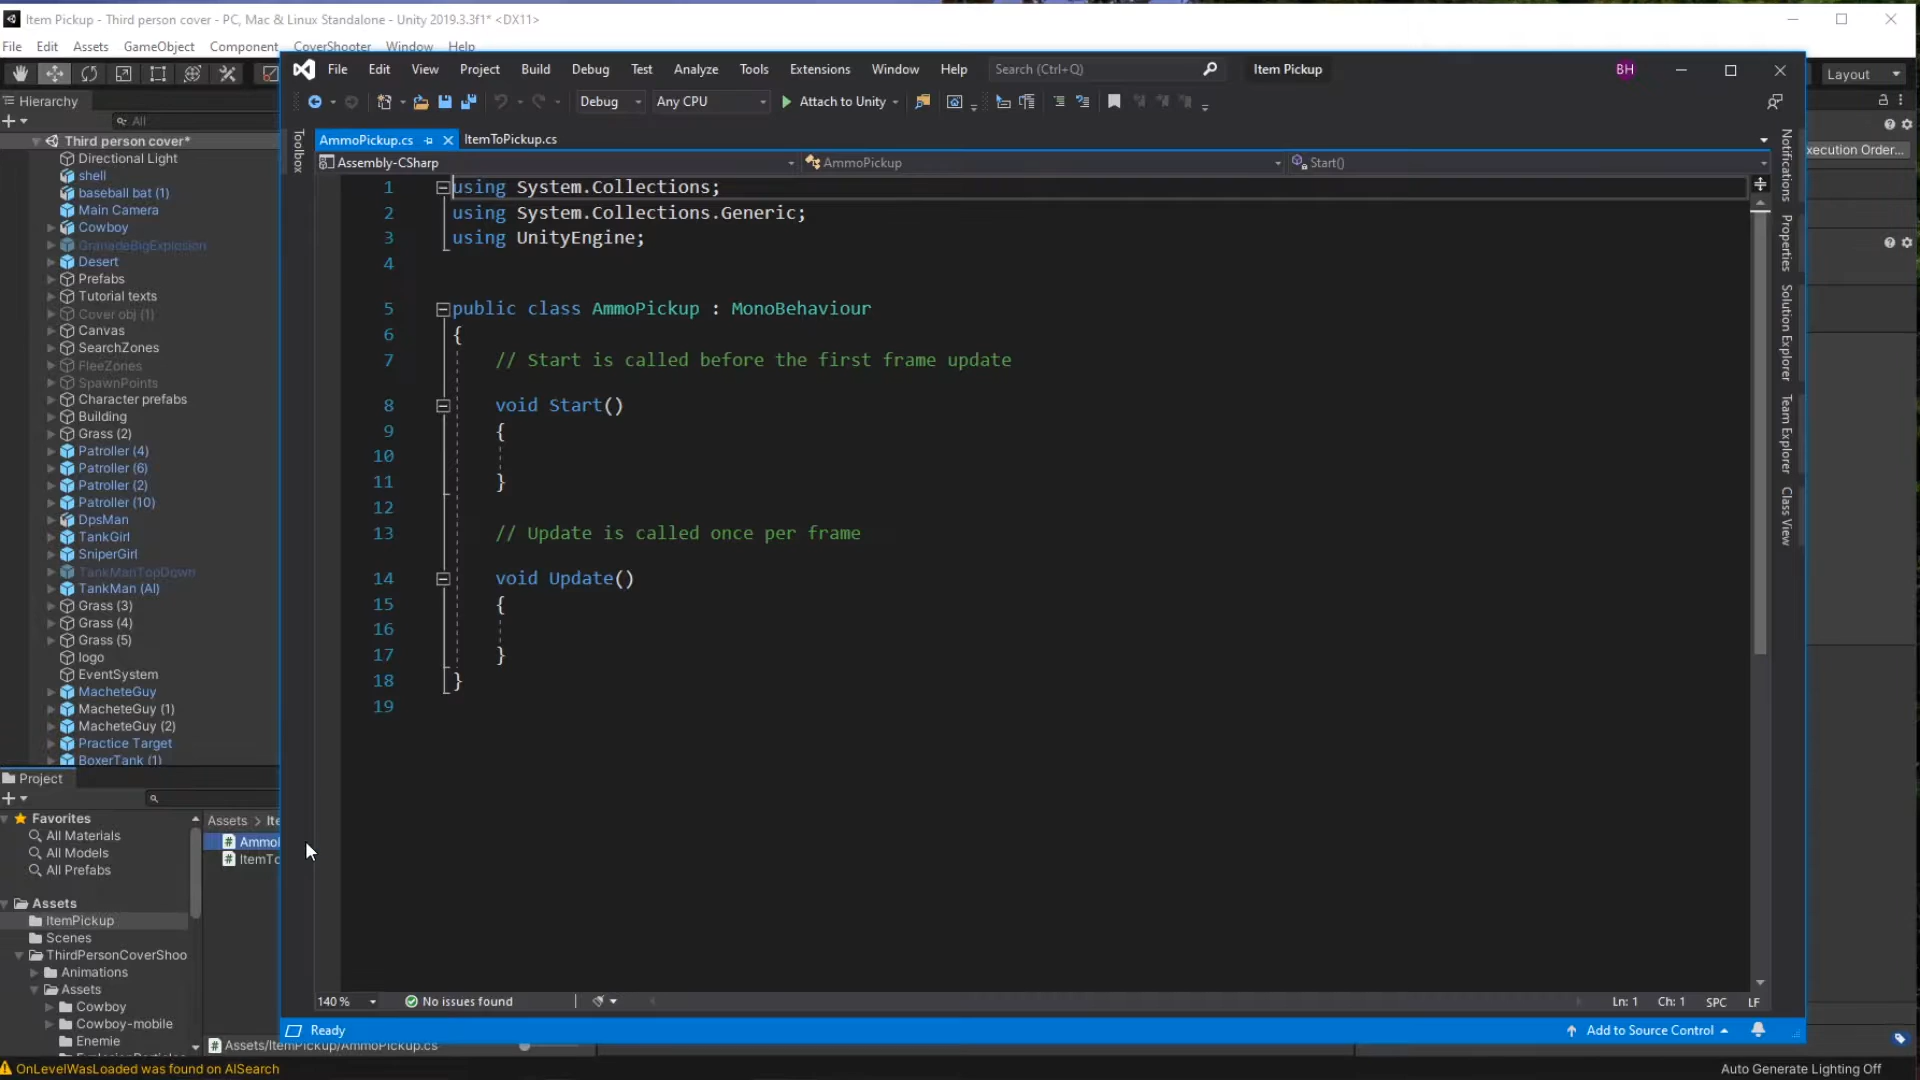 Item Pickup - Third person cover - PC, Mac & Linux Standalone - Unity 2019.3.3f1* <DX11>
File Edit Assets GameObject Component CoverShooter Window Help
Layout
Hierarchy
All
Third person cover*
Directional Light
shell
baseball bat (1)
Main Camera
Cowboy
GranadeBigExplosion
Desert
Prefabs
Tutorial texts
Cover obj (1)
Canvas
SearchZones
FleeZones
SpawnPoints
Character prefabs
Building
Grass (2)
Patroller (4)
Patroller (6)
Patroller (2)
Patroller (10)
DpsMan
TankGirl
SniperGirl
TankManTopDown
TankMan (AI)
Grass (3)
Grass (4)
Grass (5)
logo
EventSystem
MacheteGuy
MacheteGuy (1)
MacheteGuy (2)
Practice Target
BoxerTank (1)
Project
Favorites
All Materials
All Models
All Prefabs
Assets
ItemPickup
Scenes
ThirdPersonCoverShoo
Animations
Assets
Cowboy
Cowboy-mobile
Enemie
Assets > Ite
Ammo
ItemTo
Assets/ItemPickup/AmmoPickup.cs
OnLevelWasLoaded was found on AISearch
Auto Generate Lighting Off
xecution Order...
File Edit View Project Build Debug Test Analyze Tools Extensions Window Help
Search (Ctrl+Q)
Item Pickup
BH
Debug Any CPU Attach to Unity
Toolbox
AmmoPickup.cs ItemToPickup.cs
Assembly-CSharp AmmoPickup Start()
1 using System.Collections;
2 using System.Collections.Generic;
3 using UnityEngine;
4
5 public class AmmoPickup : MonoBehaviour
6 {
7 // Start is called before the first frame update
8 void Start()
9 {
10
11 }
12
13 // Update is called once per frame
14 void Update()
15 {
16
17 }
18 }
19
Notifications
Properties
Solution Explorer
Team Explorer
Class View
140 % No issues found
Ln: 1 Ch: 1 SPC LF
Ready
Add to Source Control